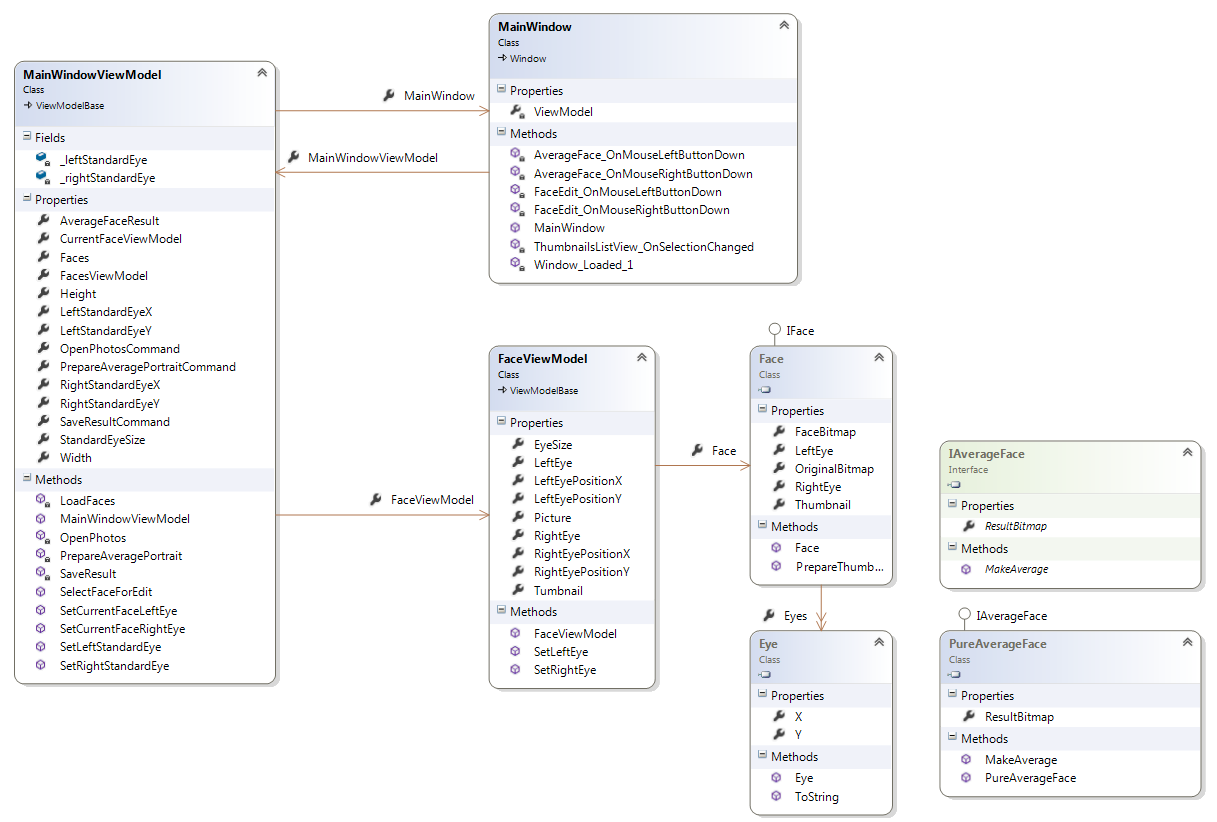 MainWindowViewModel
Class
ViewModelBase
Fields
_leftStandardEye
_rightStandardEye
Properties
AverageFaceResult
CurrentFaceViewModel
Faces
FacesViewModel
Height
LeftStandardEyeX
LeftStandardEyeY
OpenPhotosCommand
PrepareAveragePortraitCommand
RightStandardEyeX
RightStandardEyeY
SaveResultCommand
StandardEyeSize
Width
Methods
LoadFaces
MainWindowViewModel
OpenPhotos
PrepareAveragePortrait
SaveResult
SelectFaceForEdit
SetCurrentFaceLeftEye
SetCurrentFaceRightEye
SetLeftStandardEye
SetRightStandardEye
MainWindow
MainWindowViewModel
FaceViewModel
MainWindow
Class
Window
Properties
ViewModel
Methods
AverageFace_OnMouseLeftButtonDown
AverageFace_OnMouseRightButtonDown
FaceEdit_OnMouseLeftButtonDown
FaceEdit_OnMouseRightButtonDown
MainWindow
ThumbnailsListView_OnSelectionChanged
Window_Loaded_1
FaceViewModel
Class
ViewModelBase
Properties
EyeSize
LeftEye
LeftEyePositionX
LeftEyePositionY
Picture
RightEye
RightEyePositionX
RightEyePositionY
Tumbnail
Methods
FaceViewModel
SetLeftEye
SetRightEye
Face
IFace
Face
Class
Properties
FaceBitmap
LeftEye
OriginalBitmap
RightEye
Thumbnail
Methods
Face
PrepareThumb...
Eyes
Eye
Class
Properties
X
Y
Methods
Eye
ToString
IAverageFace
Interface
Properties
ResultBitmap
Methods
MakeAverage
IAverageFace
PureAverageFace
Class
Properties
ResultBitmap
Methods
MakeAverage
PureAverageFace